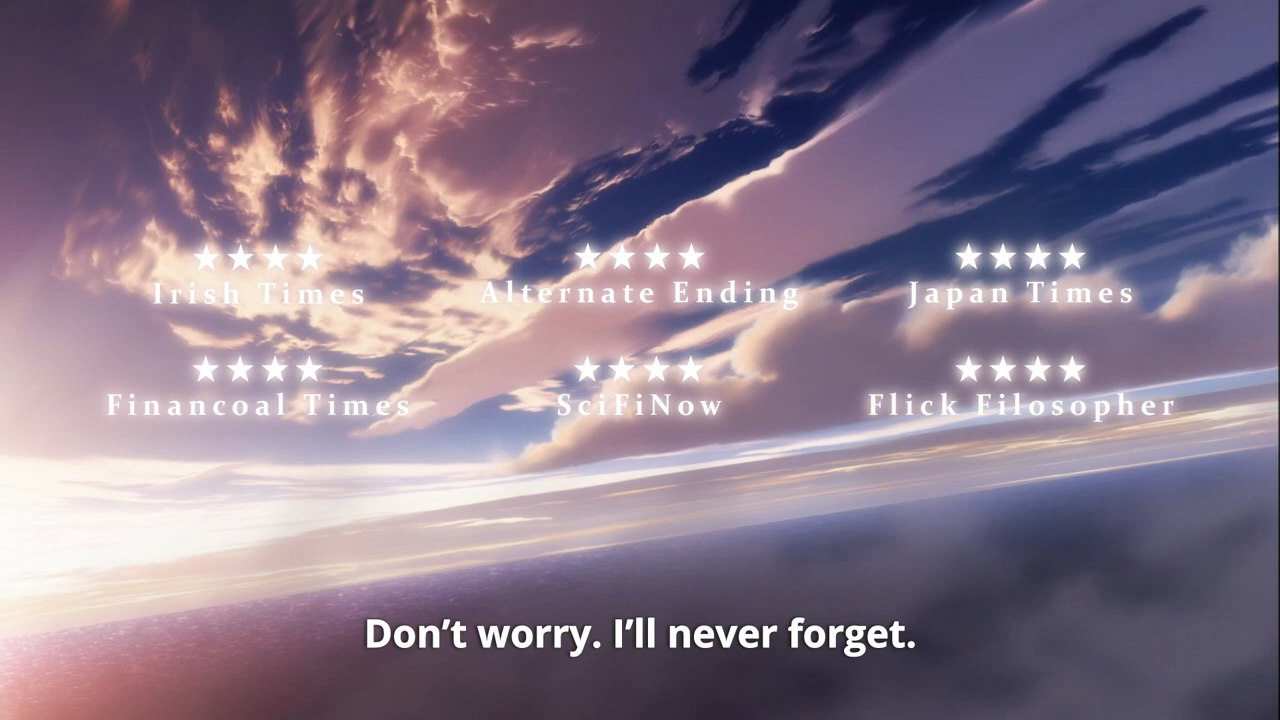 ★★★★ ★★★★ ★★★★
Irish Times Alternate Ending Japan Times
★★★★ ★★★★ ★★★★
Financoal Times SciFiNow Flick Filosopher
Don’t worry. I’ll never forget.